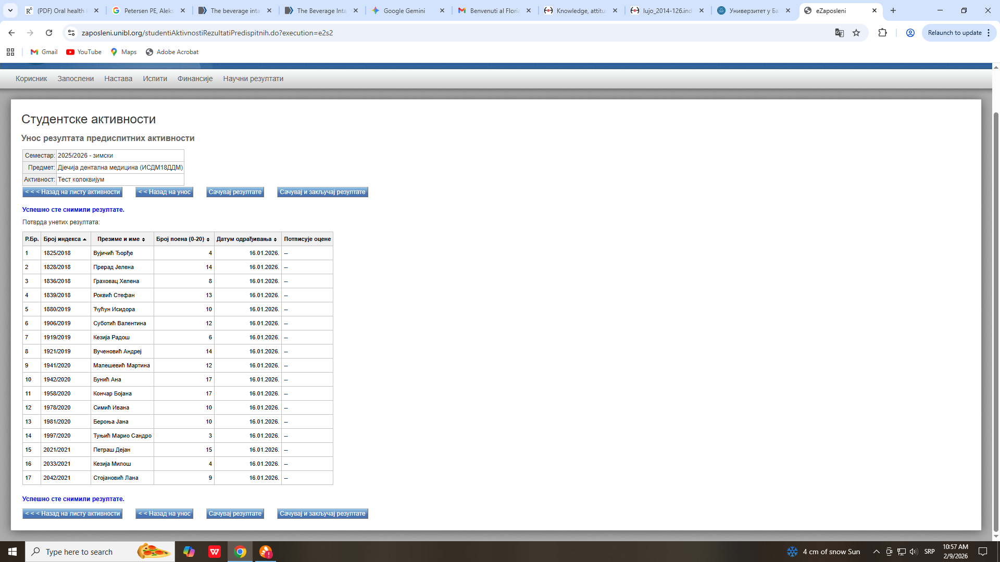 (PDF) Oral health
Petersen PE, Aleks
The beverage inta
The Beverage Inta
Google Gemini
Benvenuti al Floria
Knowledge, attitu
lujo_2014-126.ind
Универзитет у Ба
eZaposleni
zaposleni.unibl.org/studentiAktivnostiRezultatiPredispitnih.do?execution=e2s2
Relaunch to update
Gmail
YouTube
Maps
Adobe Acrobat
Корисник Запослени Настава Испити Финансије Научни резултати
Студентске активности
Унос резултата предиспитних активности
Семестар: 2025/2026 - зимски
Предмет: Дјечија дентална медицина (ИСДМ18ДДМ)
Активност: Тест колоквијум
< < < Назад на листу активности < < Назад на унос Сачувај резултате Сачувај и закључај резултате
Успешно сте снимили резултате.
Потврда унетих резултата:
Р.Бр. Број индекса Презиме и име Број поена (0-20) Датум одрађивања Потписује оцене
1 1825/2018 Вујичић Ђорђе 4 16.01.2026. --
2 1828/2018 Прерад Јелена 14 16.01.2026. --
3 1836/2018 Граховац Хелена 8 16.01.2026. --
4 1839/2018 Роквић Стефан 13 16.01.2026. --
5 1880/2019 Ћућун Исидора 10 16.01.2026. --
6 1906/2019 Суботић Валентина 12 16.01.2026. --
7 1919/2019 Кезија Радош 6 16.01.2026. --
8 1921/2019 Вученовић Андреј 14 16.01.2026. --
9 1941/2020 Малешевић Мартина 12 16.01.2026. --
10 1942/2020 Бунић Ана 17 16.01.2026. --
11 1958/2020 Кончар Бојана 17 16.01.2026. --
12 1978/2020 Симић Ивана 10 16.01.2026. --
13 1981/2020 Бероња Јана 10 16.01.2026. --
14 1997/2020 Туњић Марио Сандро 3 16.01.2026. --
15 2021/2021 Петраш Дејан 15 16.01.2026. --
16 2033/2021 Кезија Милош 4 16.01.2026. --
17 2042/2021 Стојановић Лана 9 16.01.2026. --
Успешно сте снимили резултате.
< < < Назад на листу активности < < Назад на унос Сачувај резултате Сачувај и закључај резултате
Type here to search
4 cm of snow Sun
SRP
10:57 AM
2/9/2026